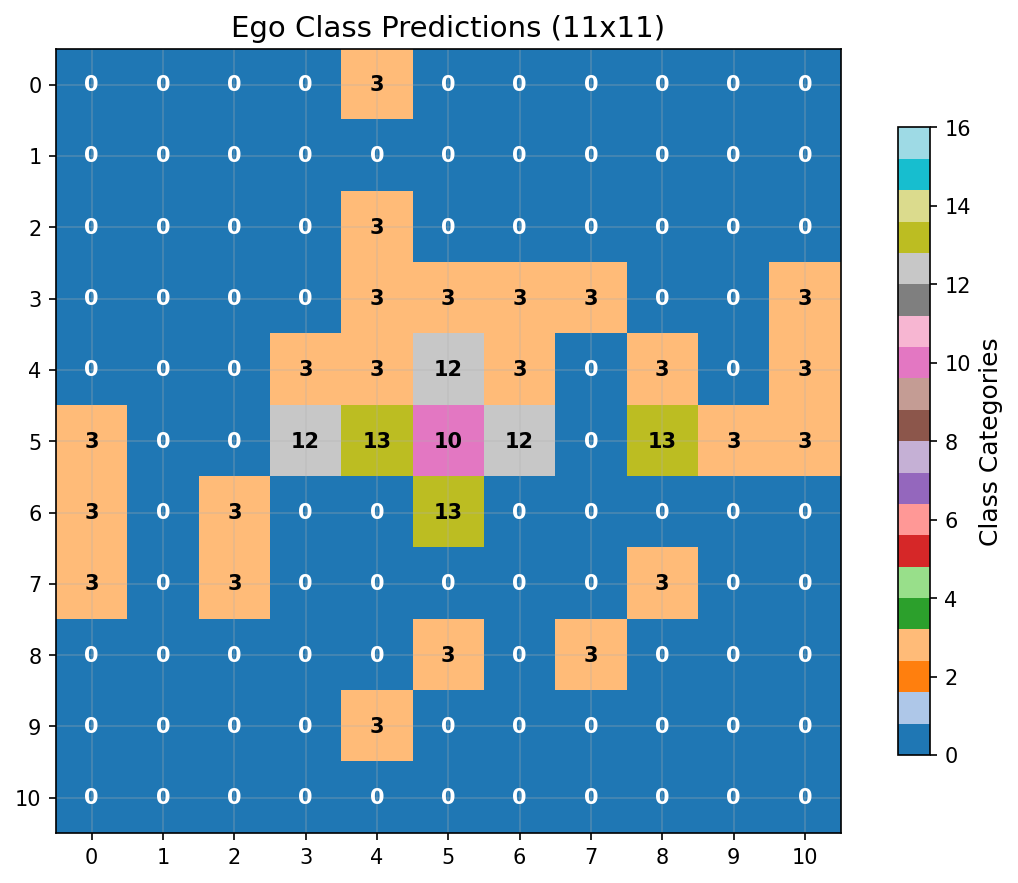 Ego Class Predictions (11x11)
0 0 0 0 0 3 0 0 0 0 0 0
1 0 0 0 0 0 0 0 0 0 0 0
2 0 0 0 0 3 0 0 0 0 0 0
3 0 0 0 0 3 3 3 3 0 0 3
4 0 0 0 3 3 12 3 0 3 0 3
5 3 0 0 12 13 10 12 0 13 3 3
6 3 0 3 0 0 13 0 0 0 0 0
7 3 0 3 0 0 0 0 0 3 0 0
8 0 0 0 0 0 3 0 3 0 0 0
9 0 0 0 0 3 0 0 0 0 0 0
10 0 0 0 0 0 0 0 0 0 0 0
0 1 2 3 4 5 6 7 8 9 10
16
14
12
10
8
6
4
2
0
Class Categories